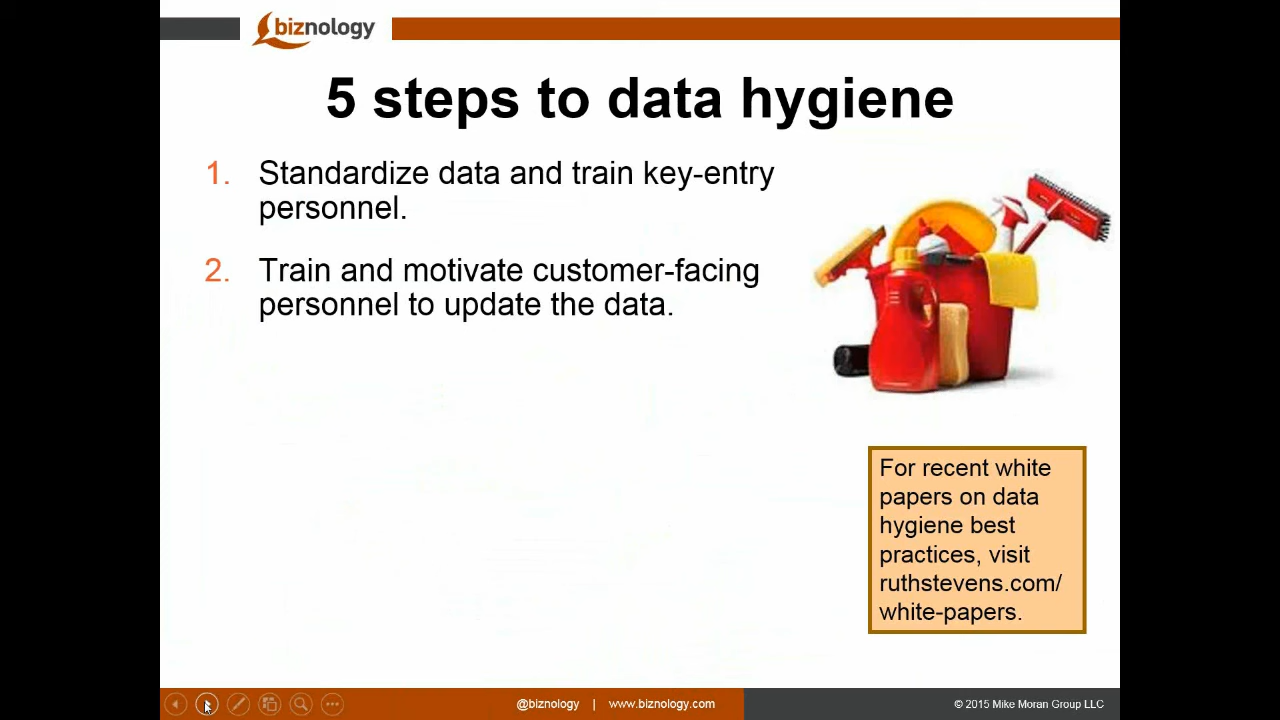 biznology
5 steps to data hygiene
1. Standardize data and train key-entry
personnel.
2. Train and motivate customer-facing
personnel to update the data.
For recent white
papers on data
hygiene best
practices, visit
ruthstevens.com/
white-papers.
@biznology | www.biznology.com
© 2015 Mike Moran Group LLC